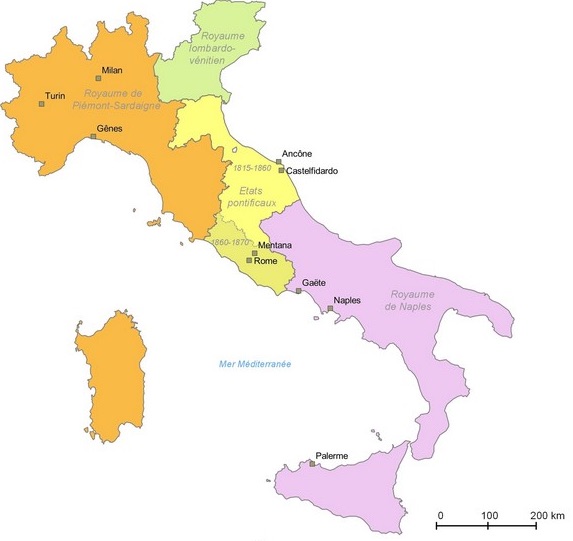 Royaume
lombardo-
vénitien
Milan
Turin
Royaume de
Piémont-Sardaigne
Gênes
Ancône
Castelfidardo
1815-1860
Etats
pontificaux
1860-1870
Mentana
Rome
Gaëte
Naples
Royaume
de Naples
Mer Méditerranée
Palerme
0 100 200 km